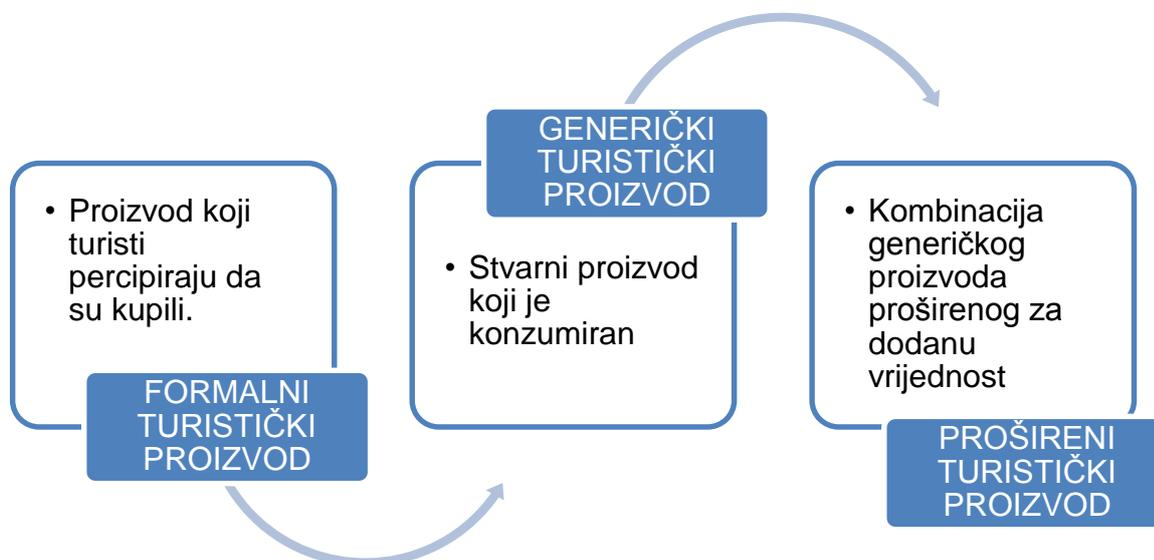 • Proizvod koji
turisti
percipiraju da
su kupili.
FORMALNI
TURISTIČKI
PROIZVOD
GENERIČKI
TURISTIČKI
PROIZVOD
• Stvarni proizvod
koji je
konzumiran
• Kombinacija
generičkog
proizvoda
proširenog za
dodanu
vrijednost
PROŠIRENI
TURISTIČKI
PROIZVOD